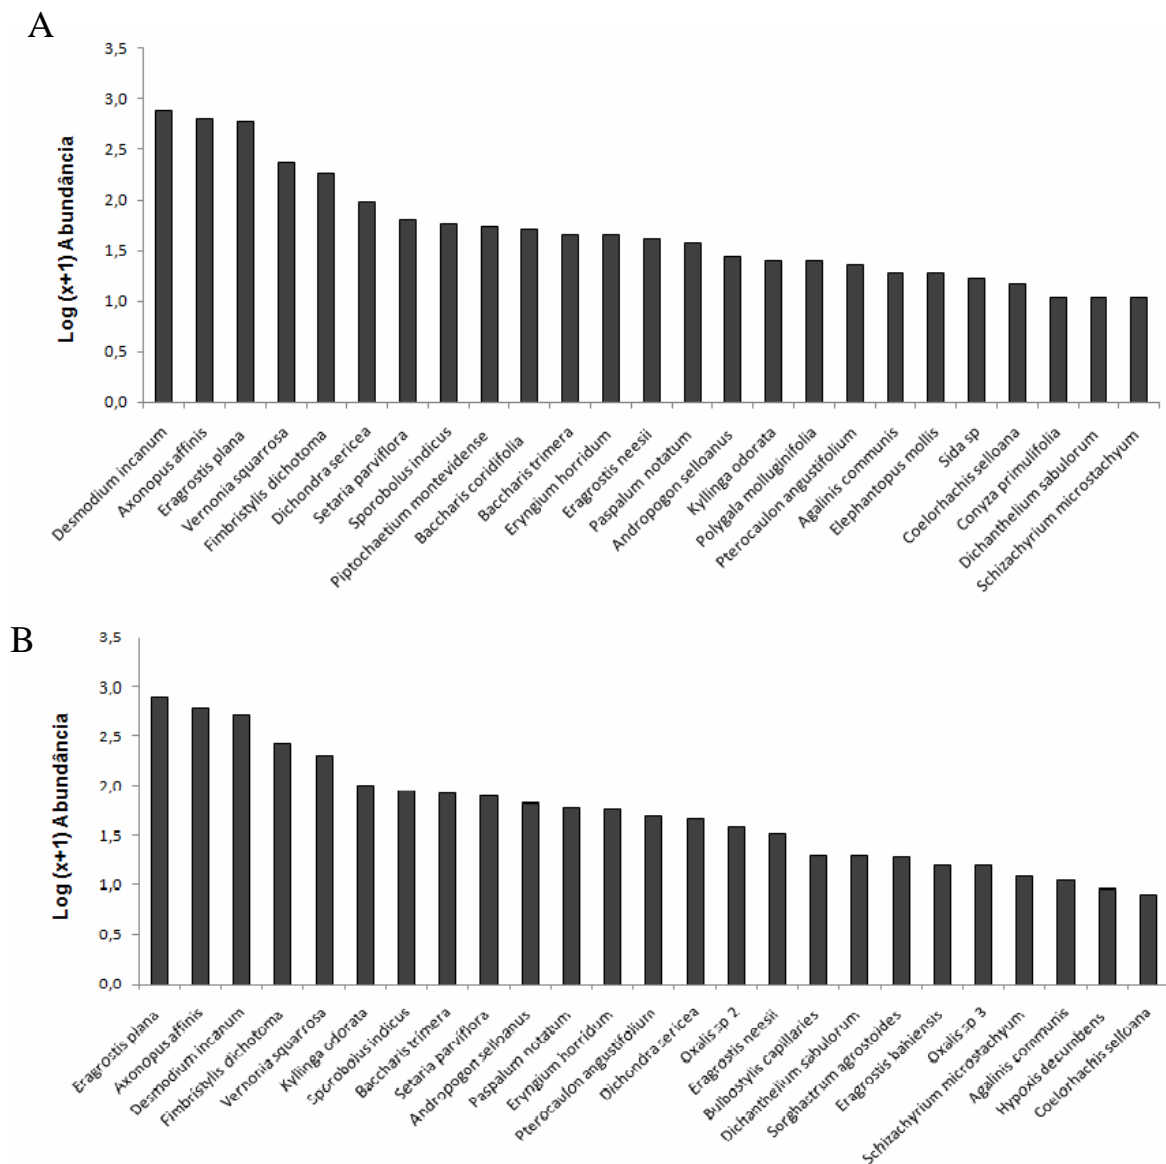 A
3,5
3,0
2,5
2,0
1,5
1,0
0,5
0,0
Log (x+1) Abundância
Desmodium incanum
Axonopus affinis
Eragrostis plana
Vernonia squarrosa
Fimbristylis dichotoma
Dichondra sericea
Setaria parviflora
Sporobolus indicus
Piptochaetium montevidense
Baccharis coridifolia
Baccharis trimera
Eryngium horridum
Eragrostis neesii
Paspalum notatum
Andropogon selloanus
Kyllinga odorata
Polygala molluginifolia
Pterocaulon angustifolium
Agalinis communis
Elephantopus mollis
Sida sp
Coelorhachis selloana
Conyza primulifolia
Dichanthelium sabulorum
Schizachyrium microstachyum
B
3,5
3,0
2,5
2,0
1,5
1,0
0,5
0,0
Log (x+1) Abundância
Eragrostis plana
Axonopus affinis
Desmodium incanum
Fimbristylis dichotoma
Vernonia squarrosa
Kyllinga odorata
Sporobolus indicus
Baccharis trimera
Setaria parviflora
Andropogon selloanus
Paspalum notatum
Eryngium horridum
Pterocaulon angustifolium
Dichondra sericea
Oxalis sp 2
Eragrostis neesii
Bulbostylis capillaries
Dichanthelium sabulorum
Sorghastrum agrostoides
Eragrostis bahiensis
Oxalis sp 3
Schizachyrium microstachyum
Agalinis communis
Hypoxis decumbens
Coelorhachis selloana